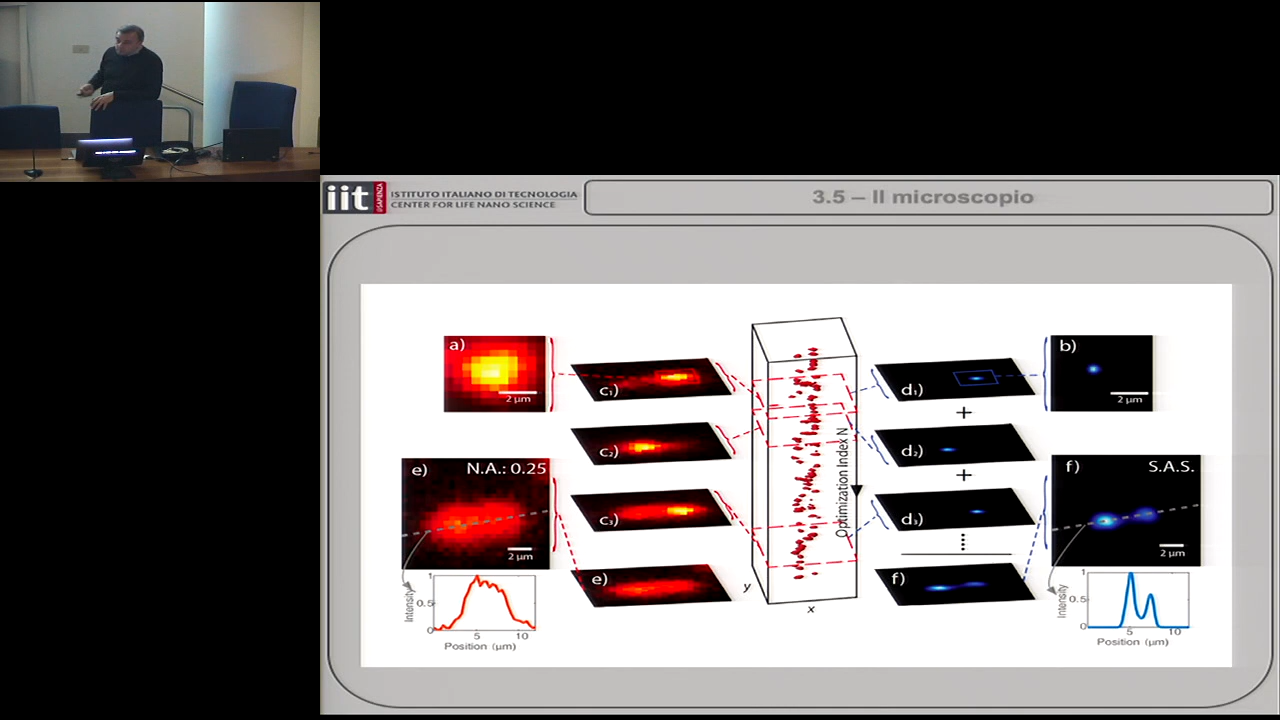 iit
@SAPIENZA
ISTITUTO ITALIANO DI TECNOLOGIA
CENTER FOR LIFE NANO SCIENCE
3.5 – Il microscopio
a)
2 µm
c₁)
c₂)
e)
N.A.: 0.25
2 µm
c₃)
e)
Intensity
1
0.5
0
5
10
Position (µm)
Optimization Index N
y
x
d₁)
+
d₂)
+
d₃)
f)
b)
2 µm
f)
S.A.S.
2 µm
Intensity
1
0.5
0
5
10
Position (µm)